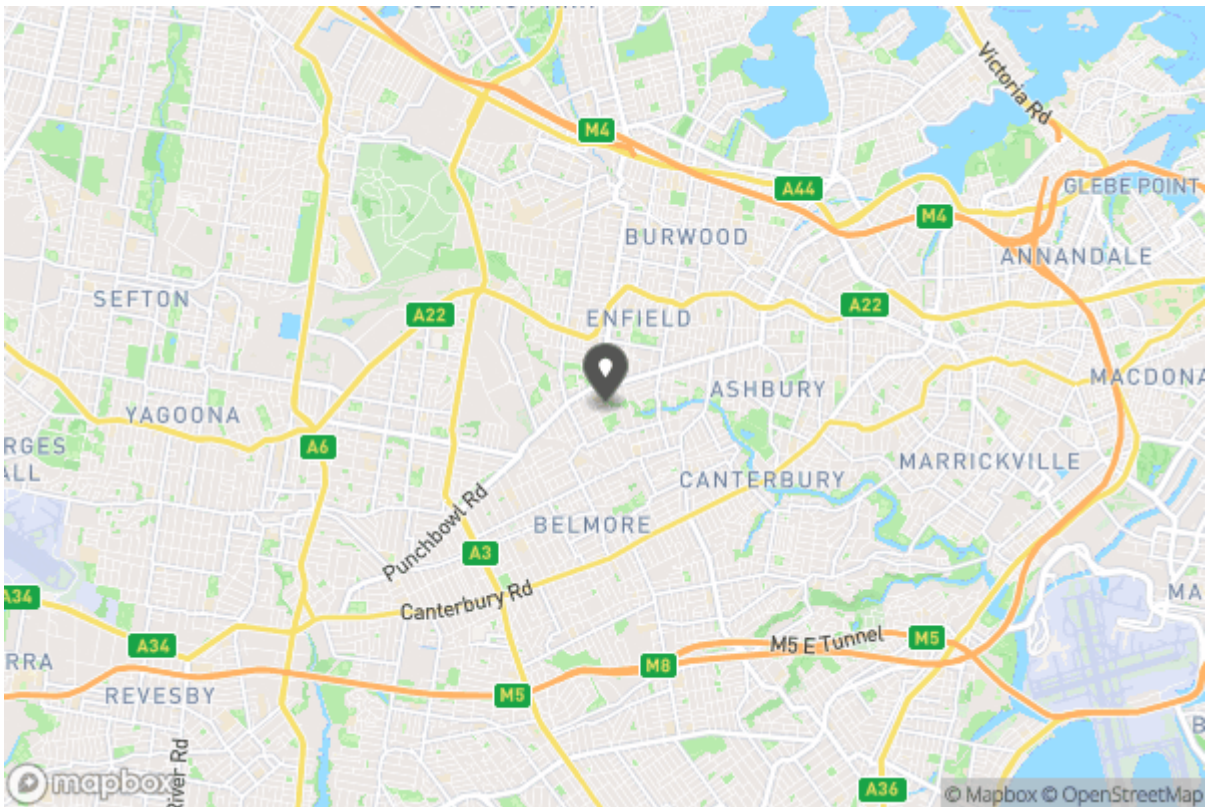 Victoria Rd
M4
A44
GLEBE POINT
M4
BURWOOD
ANNANDALE
SEFTON
A22
ENFIELD
A22
MACDONA
ASHBURY
YAGOONA
A6
RGES
ALL
MARRICKVILLE
CANTERBURY
Punchbowl Rd
BELMORE
A3
A34
Canterbury Rd
MA
A34
M5 E Tunnel
M5
RRA
M8
REVESBY
M5
B
River Rd
mapbox
A36
© Mapbox © OpenStreetMap